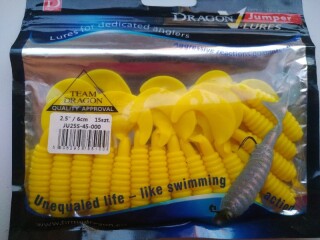 DRAGON Jumper
Lures for dedicated anglers
LURES
TEAM
DRAGON
QUALITY APPROVAL
2.5" / 6cm 15szt.
JU25S-45-000
Unequaled life – like swimming